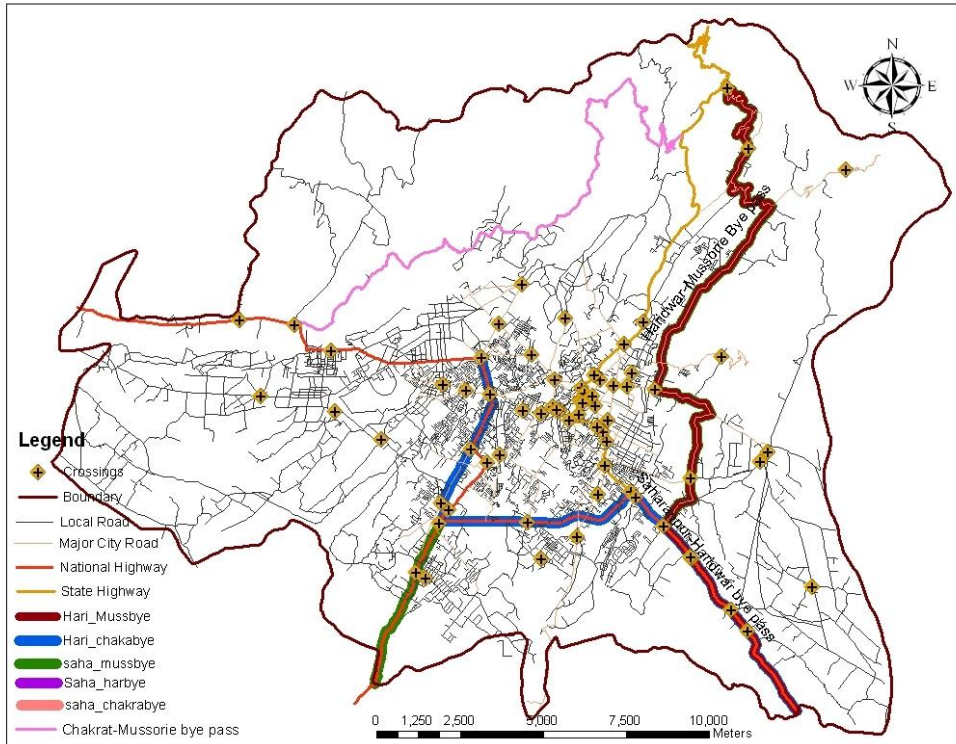 N
W E
S
Handwar-Mussorie Bye pass
Saharanpur-Handwar bye pass
Legend
Crossings
Boundary
Local Road
Major City Road
National Highway
State Highway
Hari_Mussbye
Hari_chakabye
saha_mussbye
Saha_harbye
saha_chakrabye
Chakrat-Mussorie bye pass
0 1,250 2,500 5,000 7,500 10,000
Meters